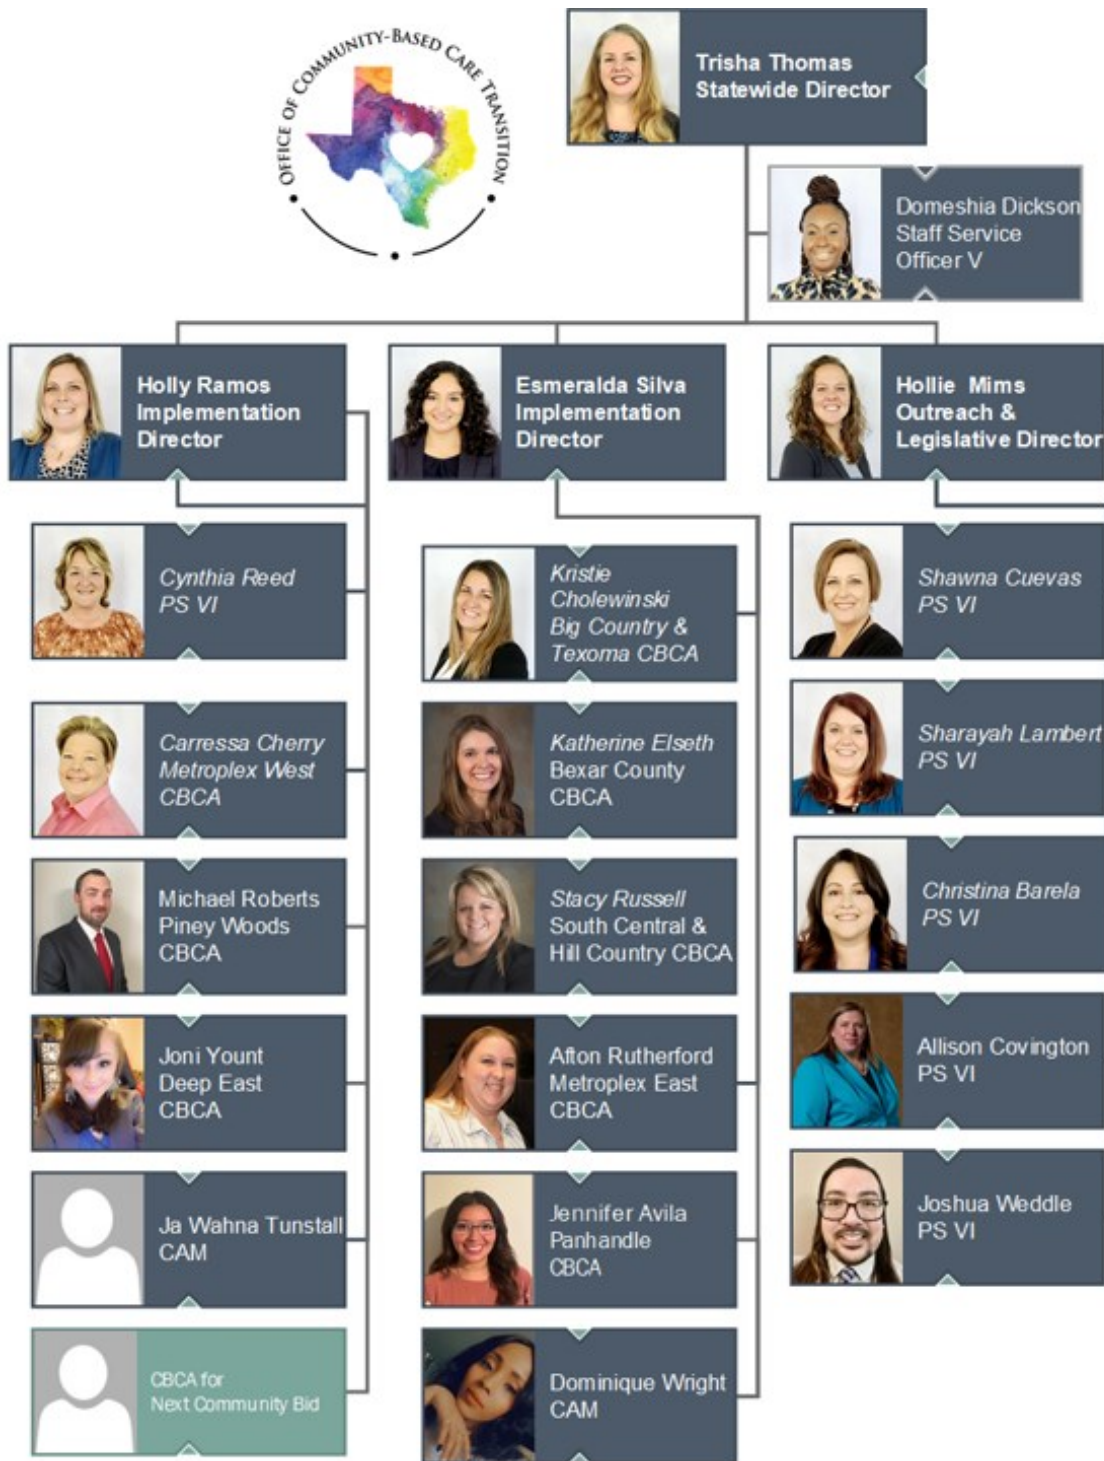 OFFICE OF COMMUNITY-BASED CARE TRANSITION
Trisha Thomas
Statewide Director
Domeshia Dickson
Staff Service
Officer V
Holly Ramos
Implementation
Director
Esmeralda Silva
Implementation
Director
Hollie Mims
Outreach &
Legislative Director
Cynthia Reed
PS VI
Carressa Cherry
Metroplex West
CBCA
Michael Roberts
Piney Woods
CBCA
Joni Yount
Deep East
CBCA
Ja Wahna Tunstall
CAM
CBCA for
Next Community Bid
Kristie
Cholewinski
Big Country &
Texoma CBCA
Katherine Elseth
Bexar County
CBCA
Stacy Russell
South Central &
Hill Country CBCA
Afton Rutherford
Metroplex East
CBCA
Jennifer Avila
Panhandle
CBCA
Dominique Wright
CAM
Shawna Cuevas
PS VI
Sharayah Lambert
PS VI
Christina Barela
PS VI
Allison Covington
PS VI
Joshua Weddle
PS VI